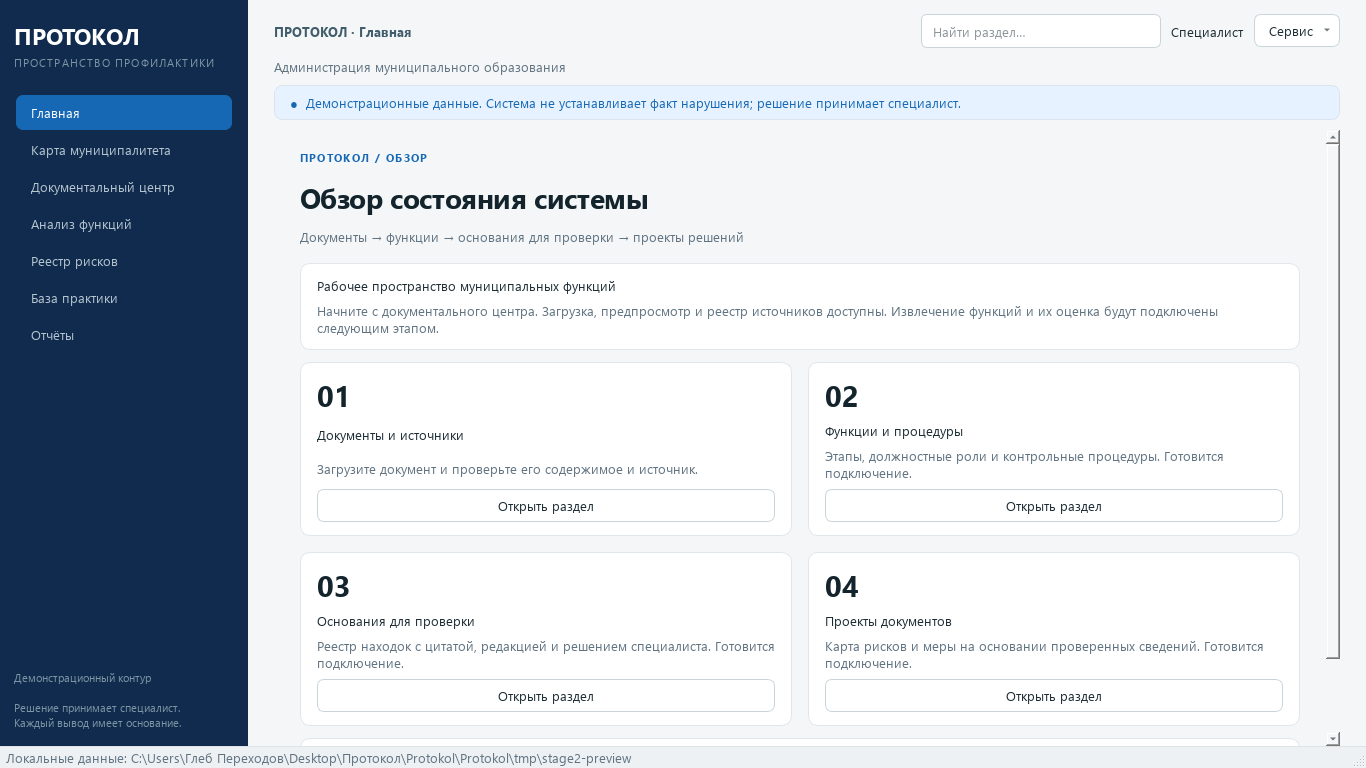 ПРОТОКОЛ
ПРОСТРАНСТВО ПРОФИЛАКТИКИ
Главная
Карта муниципалитета
Документальный центр
Анализ функций
Реестр рисков
База практики
Отчёты
Демонстрационный контур
Решение принимает специалист.
Каждый вывод имеет основание.
ПРОТОКОЛ · Главная
Найти раздел...
Специалист
Сервис
Администрация муниципального образования
● Демонстрационные данные. Система не устанавливает факт нарушения; решение принимает специалист.
ПРОТОКОЛ / ОБЗОР
Обзор состояния системы
Документы → функции → основания для проверки → проекты решений
Рабочее пространство муниципальных функций
Начните с документального центра. Загрузка, предпросмотр и реестр источников доступны. Извлечение функций и их оценка будут подключены
следующим этапом.
01
Документы и источники
Загрузите документ и проверьте его содержимое и источник.
Открыть раздел
02
Функции и процедуры
Этапы, должностные роли и контрольные процедуры. Готовится
подключение.
Открыть раздел
03
Основания для проверки
Реестр находок с цитатой, редакцией и решением специалиста. Готовится
подключение.
Открыть раздел
04
Проекты документов
Карта рисков и меры на основании проверенных сведений. Готовится
подключение.
Открыть раздел
Локальные данные: C:\Users\Глеб Переходов\Desktop\Протокол\Protokol\Protokol\tmp\stage2-preview